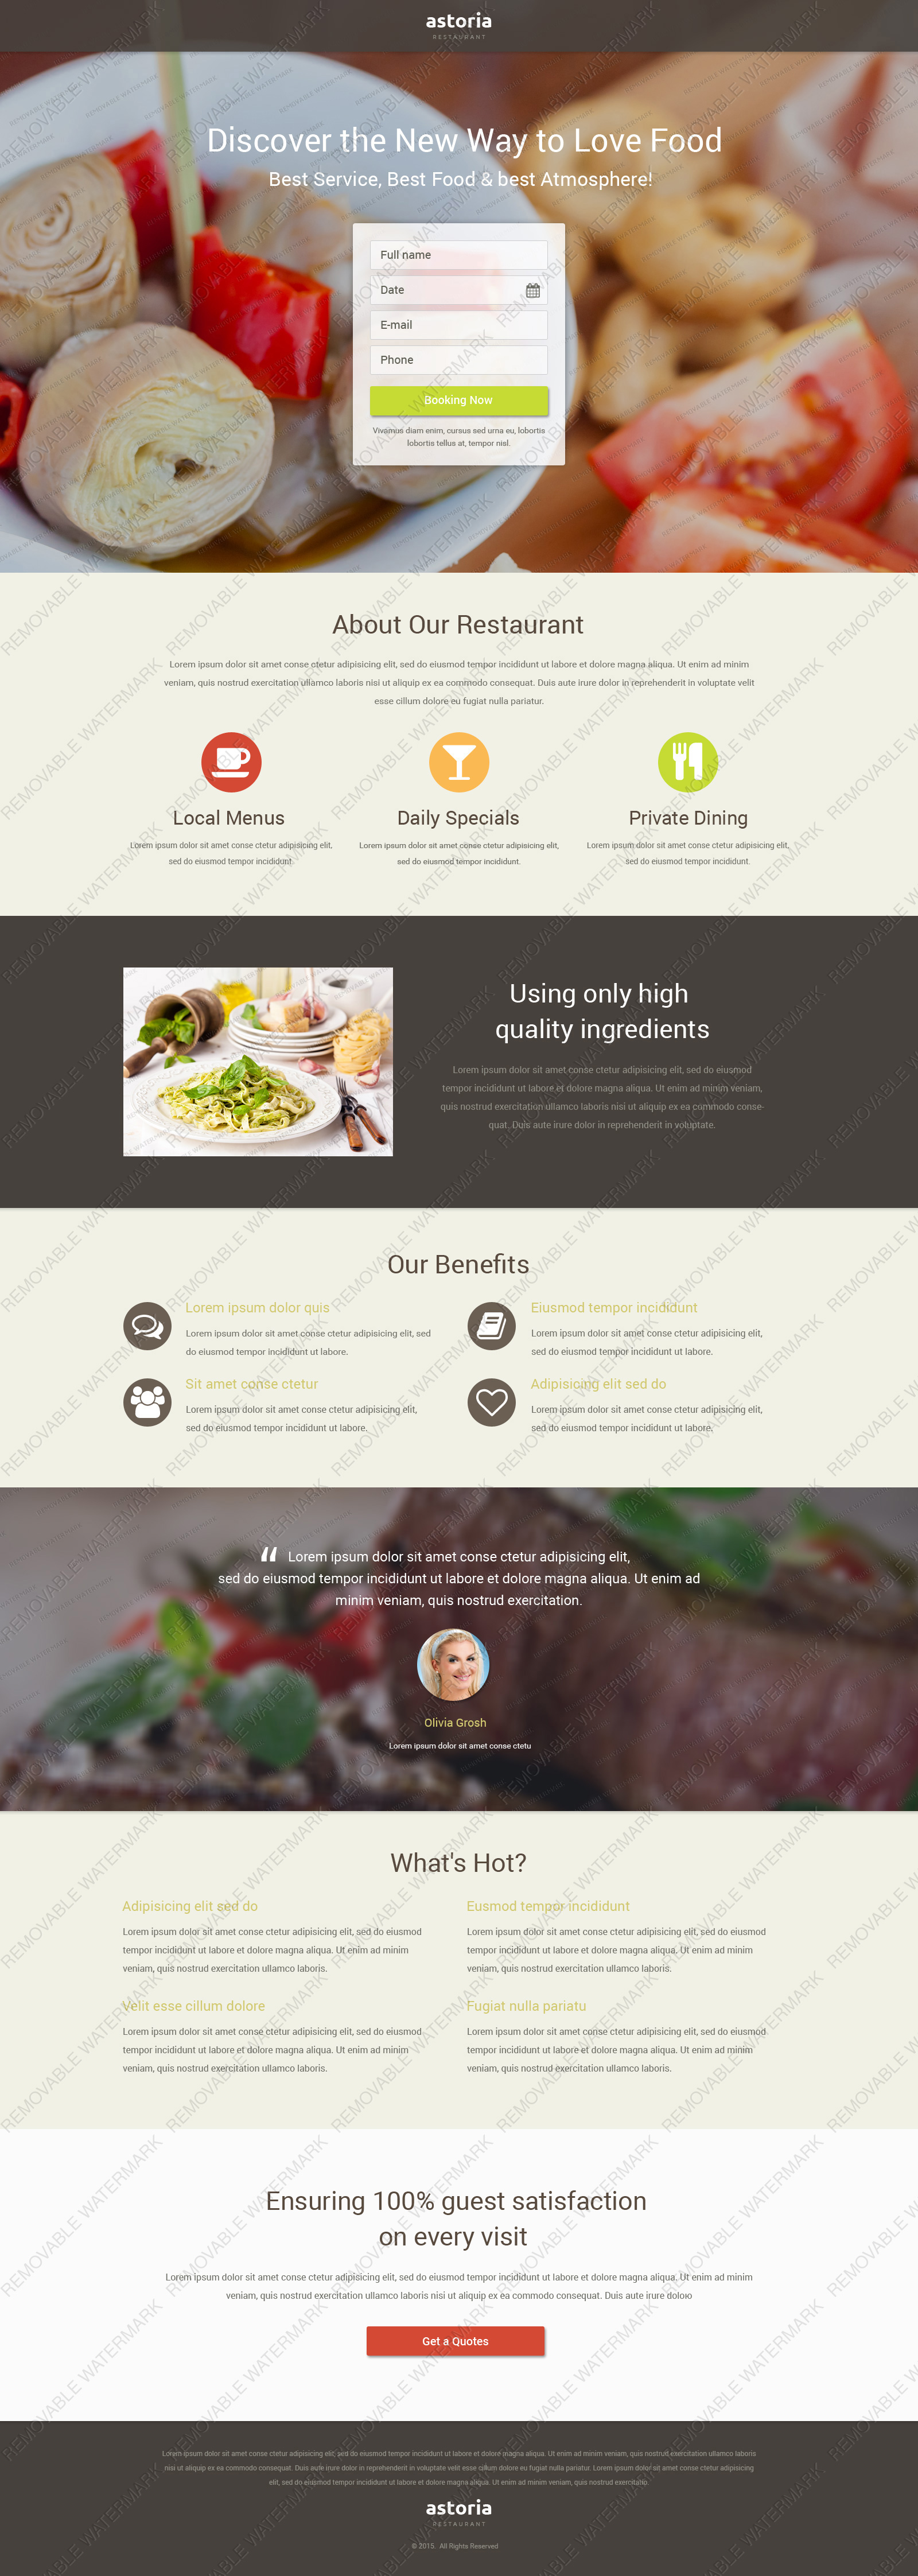 astoria
RESTAURANT
Discover the New Way to Love Food
Best Service, Best Food & best Atmosphere!
Full name
Date
E-mail
Phone
Booking Now
Vivamus diam enim, cursus sed urna eu, lobortis
lobortis tellus at, tempor nisl.
About Our Restaurant
Lorem ipsum dolor sit amet conse ctetur adipisicing elit, sed do eiusmod tempor incididunt ut labore et dolore magna aliqua. Ut enim ad minim
veniam, quis nostrud exercitation ullamco laboris nisi ut aliquip ex ea commodo consequat. Duis aute irure dolor in reprehenderit in voluptate velit
esse cillum dolore eu fugiat nulla pariatur.
Local Menus
Lorem ipsum dolor sit amet conse ctetur adipisicing elit,
sed do eiusmod tempor incididunt.
Daily Specials
Lorem ipsum dolor sit amet conse ctetur adipisicing elit,
sed do eiusmod tempor incididunt.
Private Dining
Lorem ipsum dolor sit amet conse ctetur adipisicing elit,
sed do eiusmod tempor incididunt.
Using only high
quality ingredients
Lorem ipsum dolor sit amet conse ctetur adipisicing elit, sed do eiusmod
tempor incididunt ut labore et dolore magna aliqua. Ut enim ad minim veniam,
quis nostrud exercitation ullamco laboris nisi ut aliquip ex ea commodo conse-
quat. Duis aute irure dolor in reprehenderit in voluptate.
Our Benefits
Lorem ipsum dolor quis
Lorem ipsum dolor sit amet conse ctetur adipisicing elit, sed
do eiusmod tempor incididunt ut labore.
Eiusmod tempor incididunt
Lorem ipsum dolor sit amet conse ctetur adipisicing elit,
sed do eiusmod tempor incididunt ut labore.
Sit amet conse ctetur
Lorem ipsum dolor sit amet conse ctetur adipisicing elit,
sed do eiusmod tempor incididunt ut labore.
Adipisicing elit sed do
Lorem ipsum dolor sit amet conse ctetur adipisicing elit,
sed do eiusmod tempor incididunt ut labore.
“ Lorem ipsum dolor sit amet conse ctetur adipisicing elit,
sed do eiusmod tempor incididunt ut labore et dolore magna aliqua. Ut enim ad
minim veniam, quis nostrud exercitation.
Olivia Grosh
Lorem ipsum dolor sit amet conse ctetu
What's Hot?
Adipisicing elit sed do
Lorem ipsum dolor sit amet conse ctetur adipisicing elit, sed do eiusmod
tempor incididunt ut labore et dolore magna aliqua. Ut enim ad minim
veniam, quis nostrud exercitation ullamco laboris.
Eusmod tempor incididunt
Lorem ipsum dolor sit amet conse ctetur adipisicing elit, sed do eiusmod
tempor incididunt ut labore et dolore magna aliqua. Ut enim ad minim
veniam, quis nostrud exercitation ullamco laboris.
Velit esse cillum dolore
Lorem ipsum dolor sit amet conse ctetur adipisicing elit, sed do eiusmod
tempor incididunt ut labore et dolore magna aliqua. Ut enim ad minim
veniam, quis nostrud exercitation ullamco laboris.
Fugiat nulla pariatu
Lorem ipsum dolor sit amet conse ctetur adipisicing elit, sed do eiusmod
tempor incididunt ut labore et dolore magna aliqua. Ut enim ad minim
veniam, quis nostrud exercitation ullamco laboris.
Ensuring 100% guest satisfaction
on every visit
Lorem ipsum dolor sit amet conse ctetur adipisicing elit, sed do eiusmod tempor incididunt ut labore et dolore magna aliqua. Ut enim ad minim
veniam, quis nostrud exercitation ullamco laboris nisi ut aliquip ex ea commodo consequat. Duis aute irure doloю
Get a Quotes
Lorem ipsum dolor sit amet conse ctetur adipisicing elit, sed do eiusmod tempor incididunt ut labore et dolore magna aliqua. Ut enim ad minim veniam, quis nostrud exercitation ullamco laboris
nisi ut aliquip ex ea commodo consequat. Duis aute irure dolor in reprehenderit in voluptate velit esse cillum dolore eu fugiat nulla pariatur. Lorem ipsum dolor sit amet conse ctetur adipisicing
elit, sed do eiusmod tempor incididunt ut labore et dolore magna aliqua. Ut enim ad minim veniam, quis nostrud exercitatio
astoria
RESTAURANT
© 2015. All Rights Reserved
REMOVABLE WATERMARK